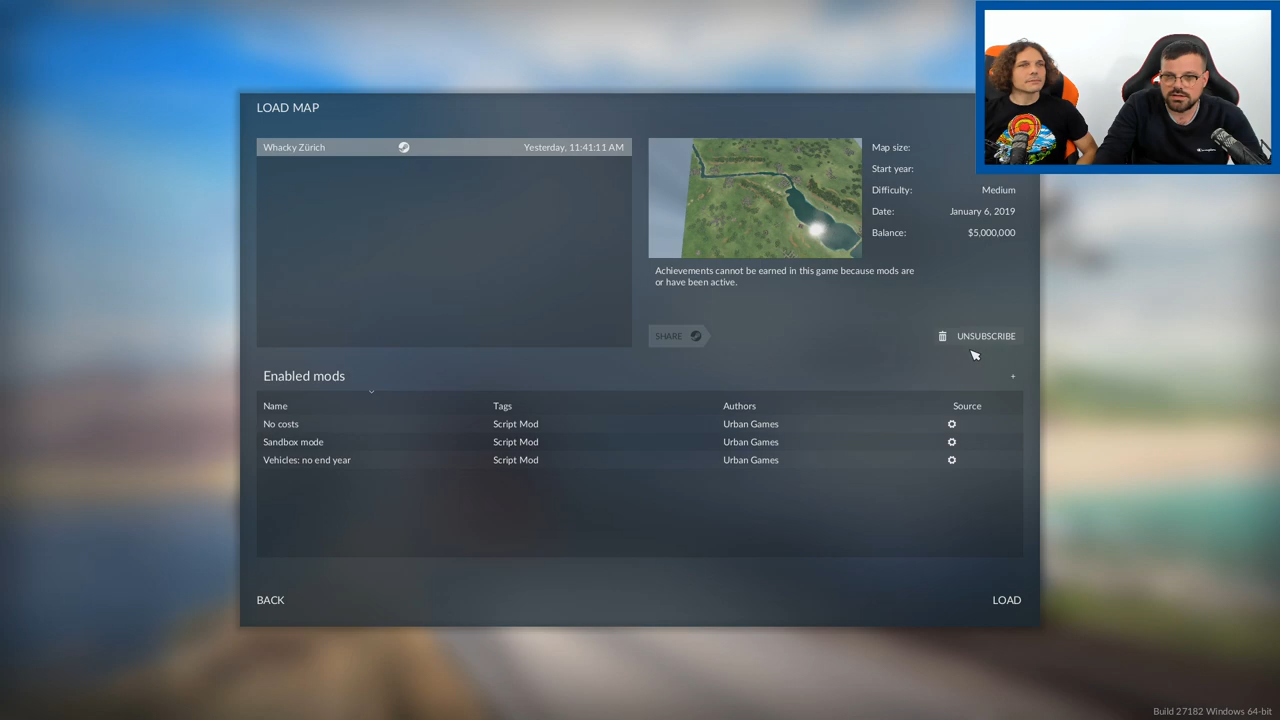 LOAD MAP
Whacky Zürich Yesterday, 11:41:11 AM
Map size:
Start year:
Difficulty: Medium
Date: January 6, 2019
Balance: $5,000,000
Achievements cannot be earned in this game because mods are
or have been active.
SHARE
UNSUBSCRIBE
Enabled mods +
Name Tags Authors Source
No costs Script Mod Urban Games
Sandbox mode Script Mod Urban Games
Vehicles: no end year Script Mod Urban Games
BACK LOAD
Build 27182 Windows 64-bit